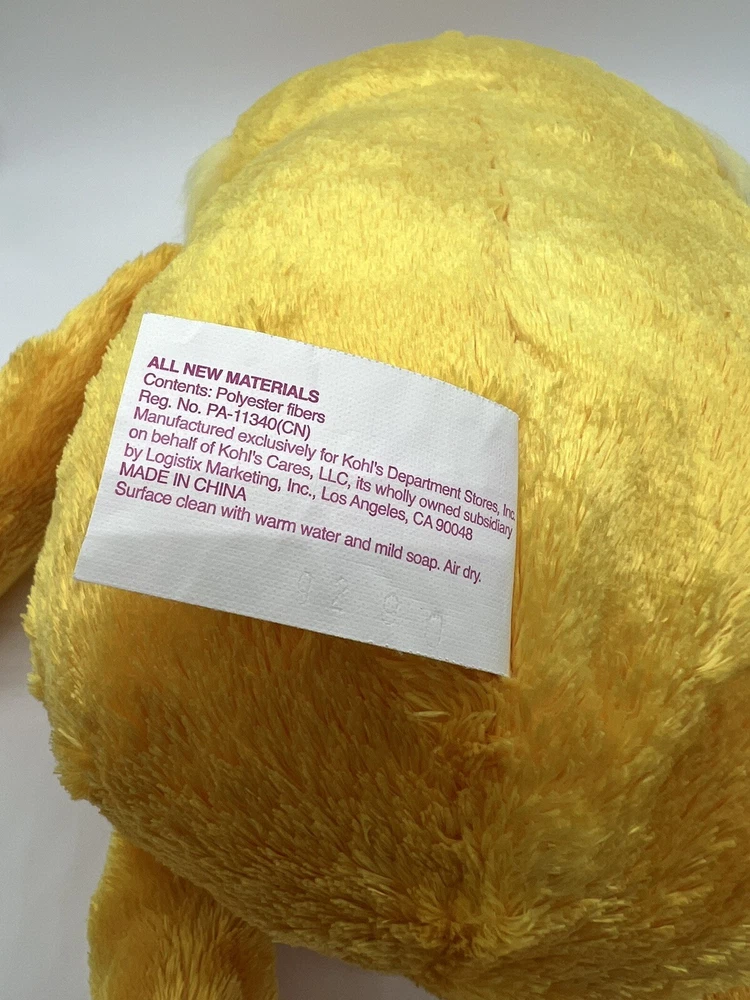 ALL NEW MATERIALS
Contents: Polyester fibers
Reg. No. PA-11340(CN)
Manufactured exclusively for Kohl's Department Stores, Inc.
on behalf of Kohl's Cares, LLC, its wholly owned subsidiary
by Logistix Marketing, Inc., Los Angeles, CA 90048
MADE IN CHINA
Surface clean with warm water and mild soap. Air dry.